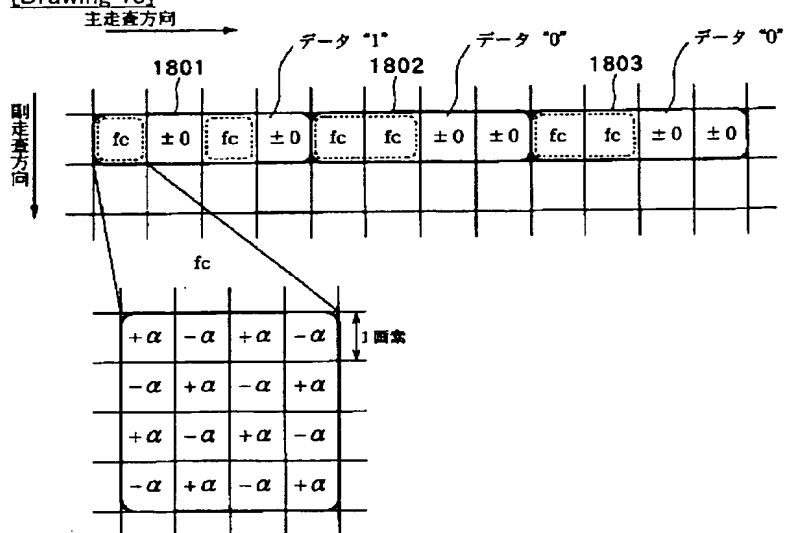 主走査方向
データ “1”
データ “0”
データ “0”
1801
1802
1803
副走査方向
fc ±0 fc ±0 fc fc ±0 ±0 fc fc ±0 ±0
fc
+α -α +α -α
1画素
-α +α -α +α
+α -α +α -α
-α +α -α +α